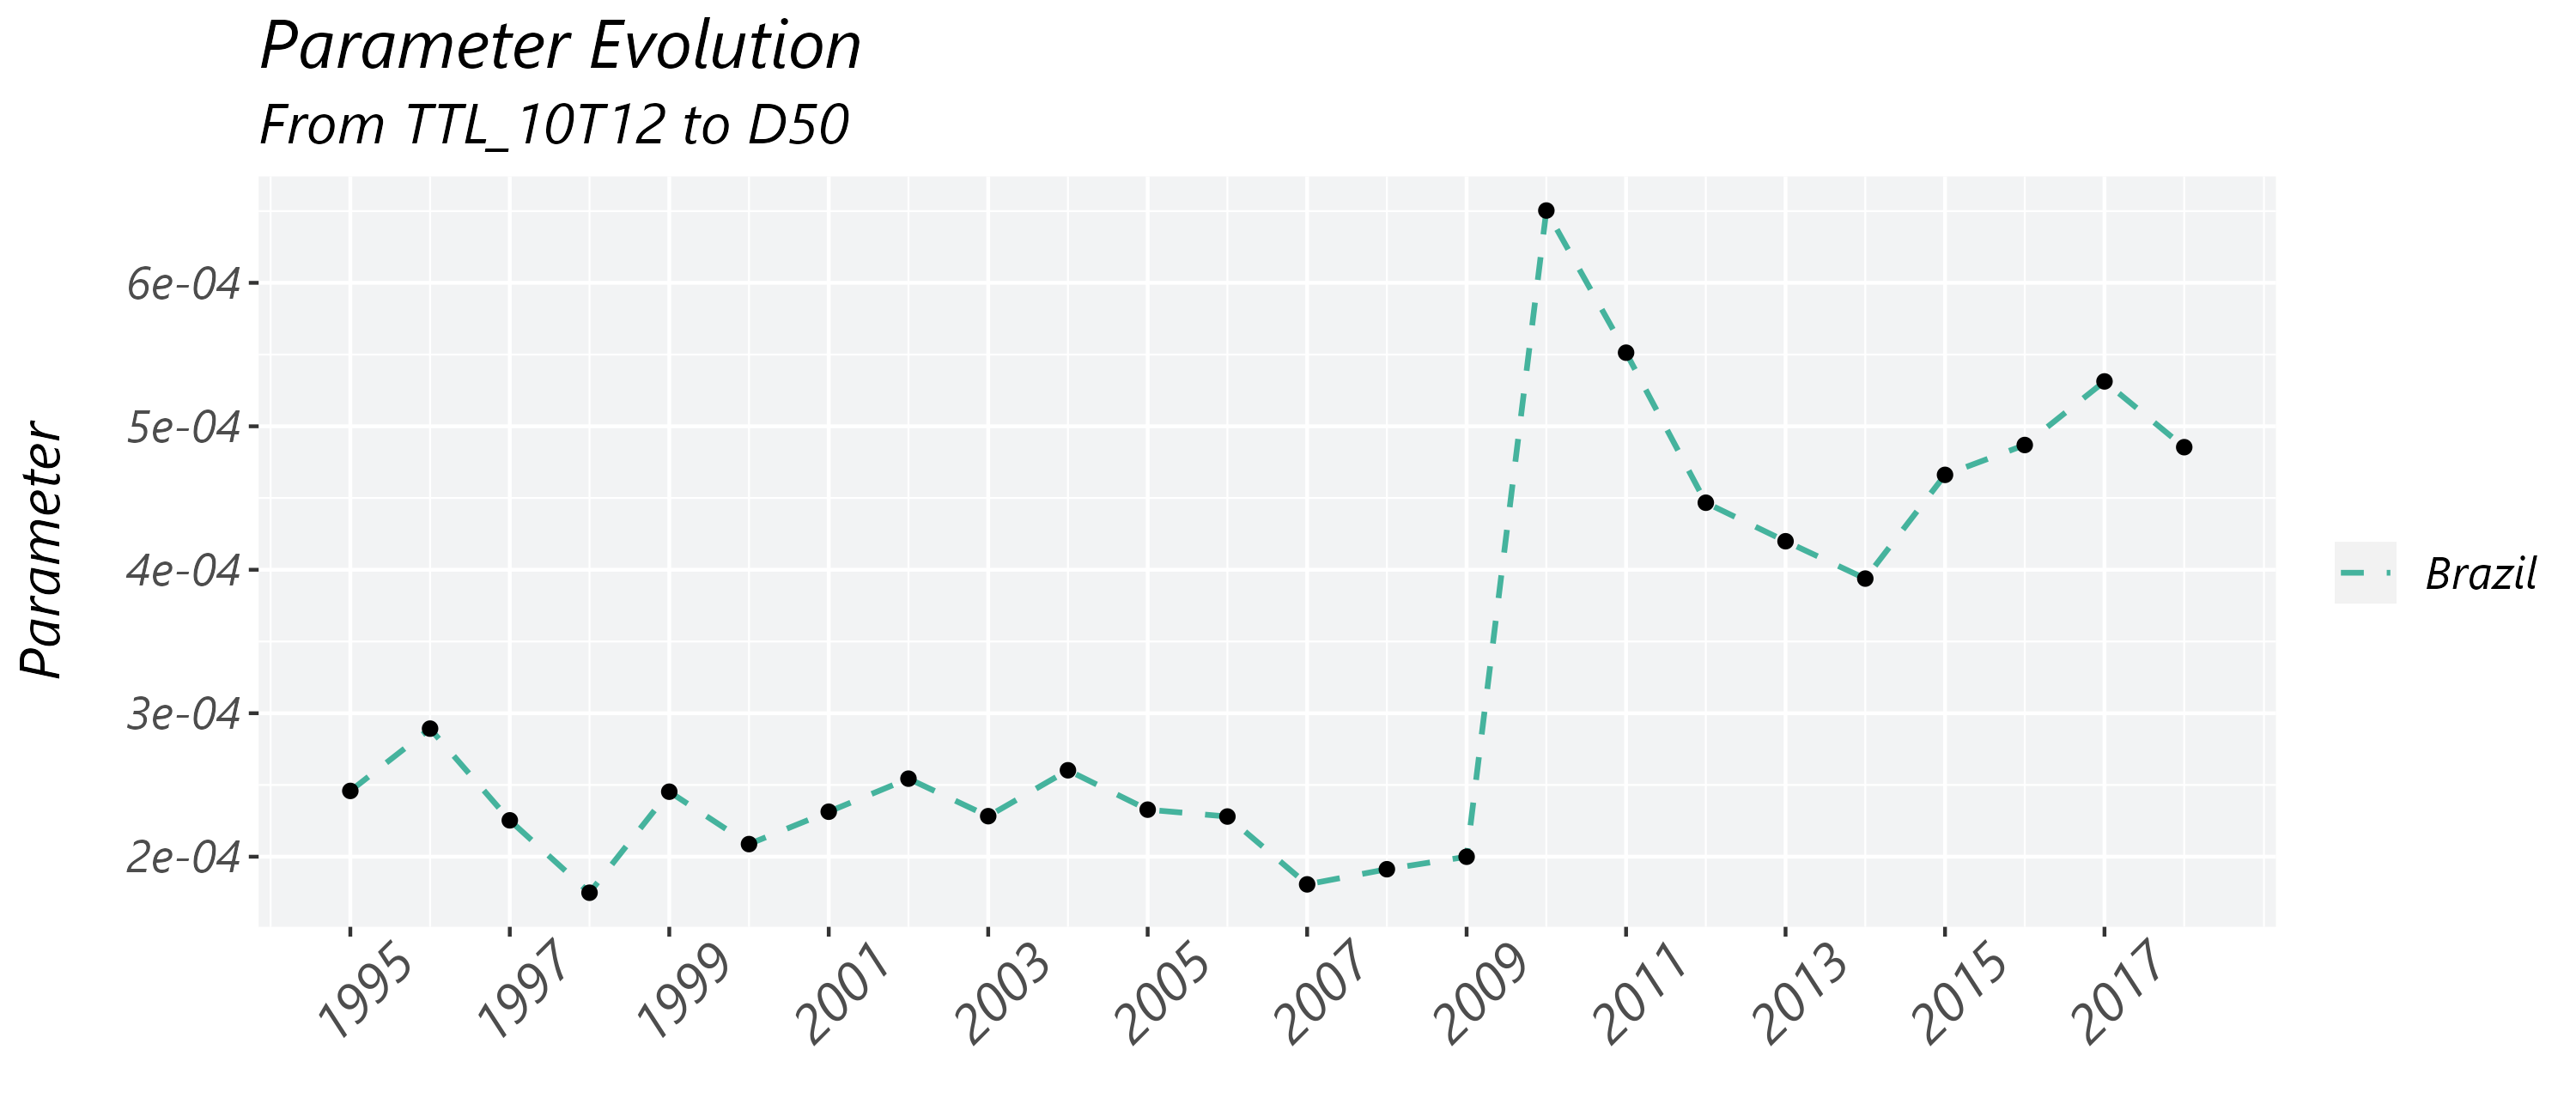 Parameter Evolution
From TTL_10T12 to D50
Parameter
6e-04
5e-04
4e-04
3e-04
2e-04
1995
1997
1999
2001
2003
2005
2007
2009
2011
2013
2015
2017
Brazil